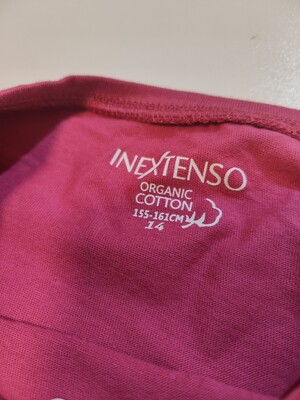 INEXTENSO
ORGANIC
COTTON
155-161CM
14